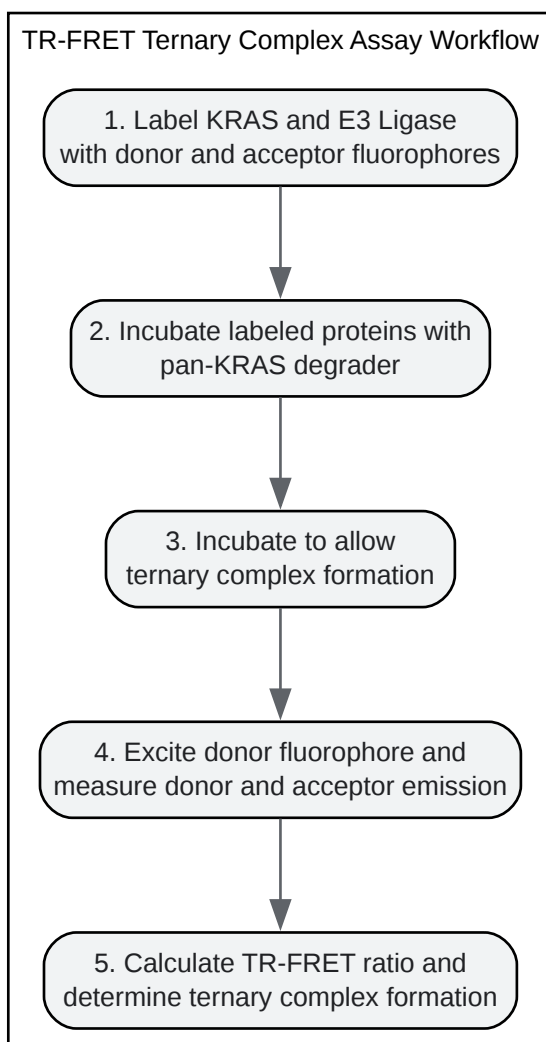 TR-FRET Ternary Complex Assay Workflow
1. Label KRAS and E3 Ligase
with donor and acceptor fluorophores
2. Incubate labeled proteins with
pan-KRAS degrader
3. Incubate to allow
ternary complex formation
4. Excite donor fluorophore and
measure donor and acceptor emission
5. Calculate TR-FRET ratio and
determine ternary complex formation